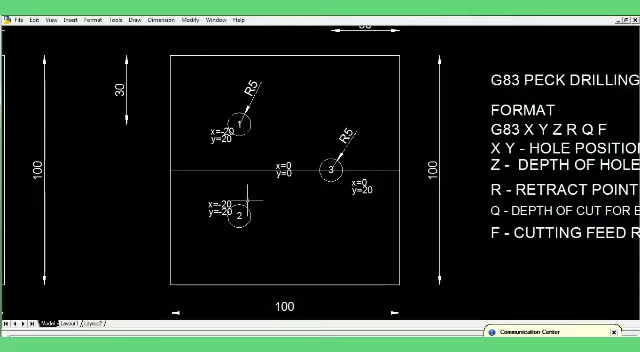 File Edit View Insert Format Tools Draw Dimension Modify Window Help
30
R5
1
x=-20
y=20
100
R5
x=0
y=0
3
x=0
y=20
100
x=-20
y=-20
2
100
G83 PECK DRILLING
FORMAT
G83 X Y Z R Q F
X Y - HOLE POSITION
Z - DEPTH OF HOLE
R - RETRACT POINT
Q - DEPTH OF CUT FOR E
F - CUTTING FEED R
Model Layout1 Layout2
Communication Center